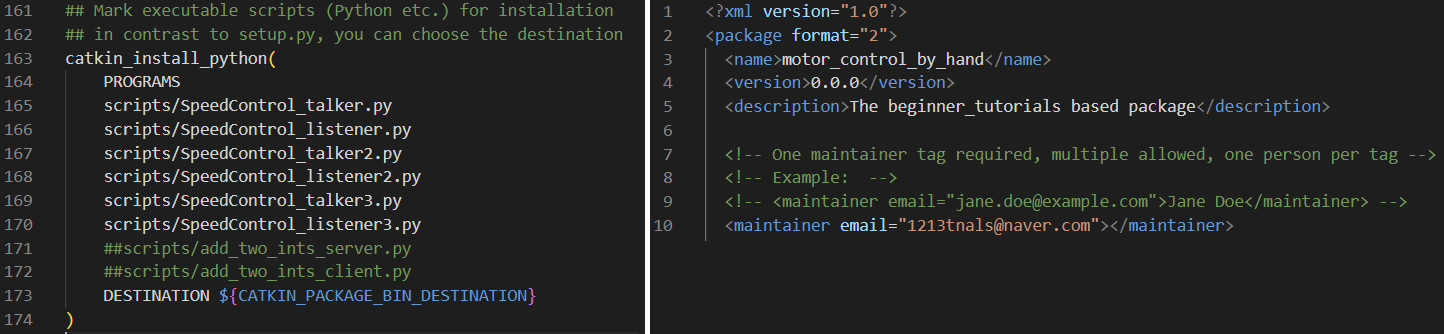 161 ## Mark executable scripts (Python etc.) for installation
162 ## in contrast to setup.py, you can choose the destination
163 catkin_install_python(
164 PROGRAMS
165 scripts/SpeedControl_talker.py
166 scripts/SpeedControl_listener.py
167 scripts/SpeedControl_talker2.py
168 scripts/SpeedControl_listener2.py
169 scripts/SpeedControl_talker3.py
170 scripts/SpeedControl_listener3.py
171 ##scripts/add_two_ints_server.py
172 ##scripts/add_two_ints_client.py
173 DESTINATION ${CATKIN_PACKAGE_BIN_DESTINATION}
174 )
1 <?xml version="1.0"?>
2 <package format="2">
3 <name>motor_control_by_hand</name>
4 <version>0.0.0</version>
5 <description>The beginner_tutorials based package</description>
6
7 <!-- One maintainer tag required, multiple allowed, one person per tag -->
8 <!-- Example:  -->
9 <!-- <maintainer email="jane.doe@example.com">Jane Doe</maintainer> -->
10 <maintainer email="1213tnals@naver.com"></maintainer>